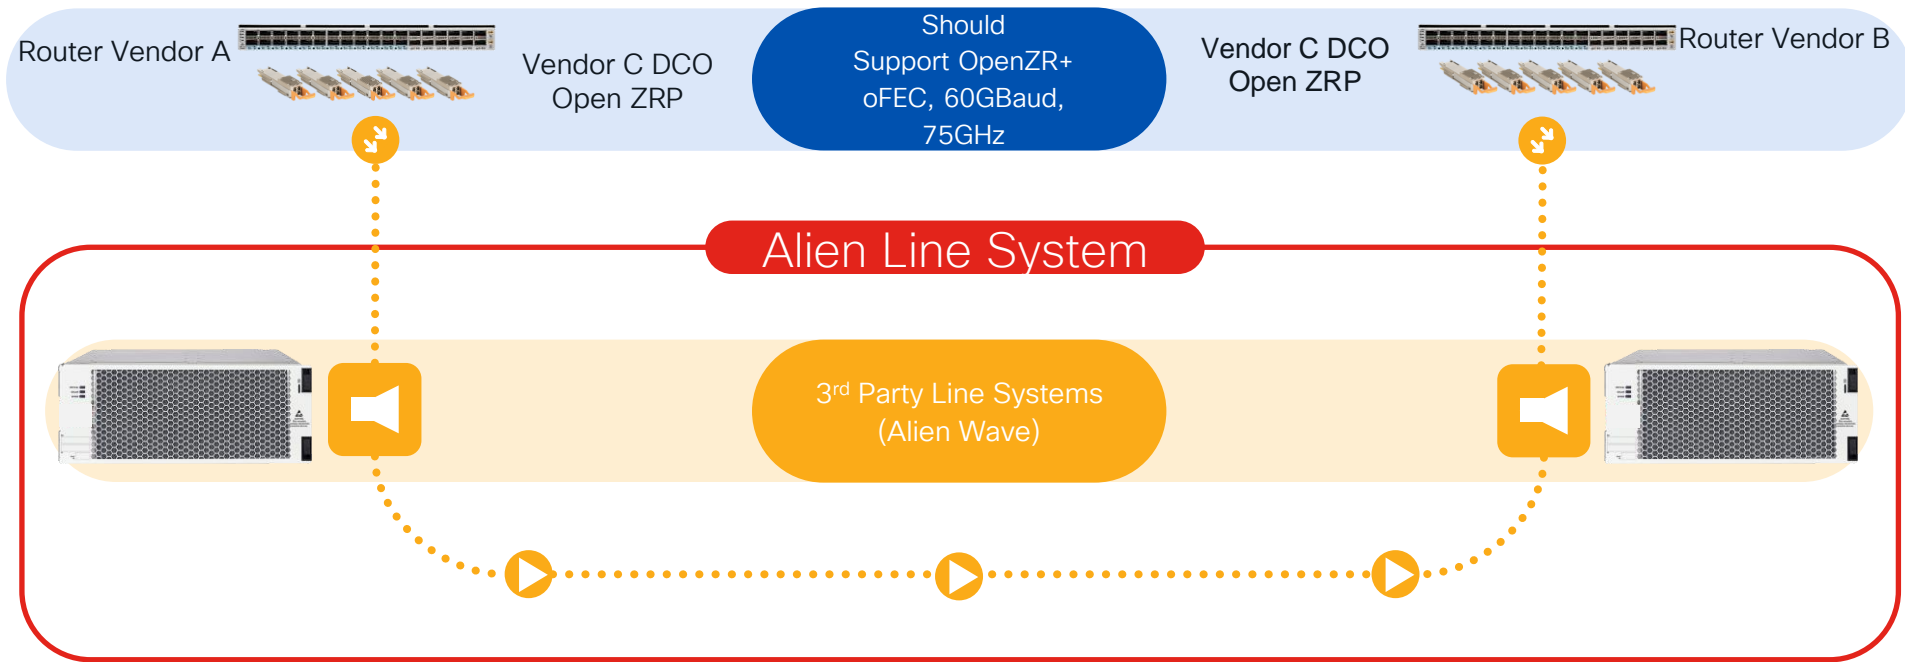 Router Vendor A
Vendor C DCO
Open ZRP
Should
Support OpenZR+
oFEC, 60GBaud,
75GHz
Vendor C DCO
Open ZRP
Router Vendor B
Alien Line System
3rd Party Line Systems
(Alien Wave)